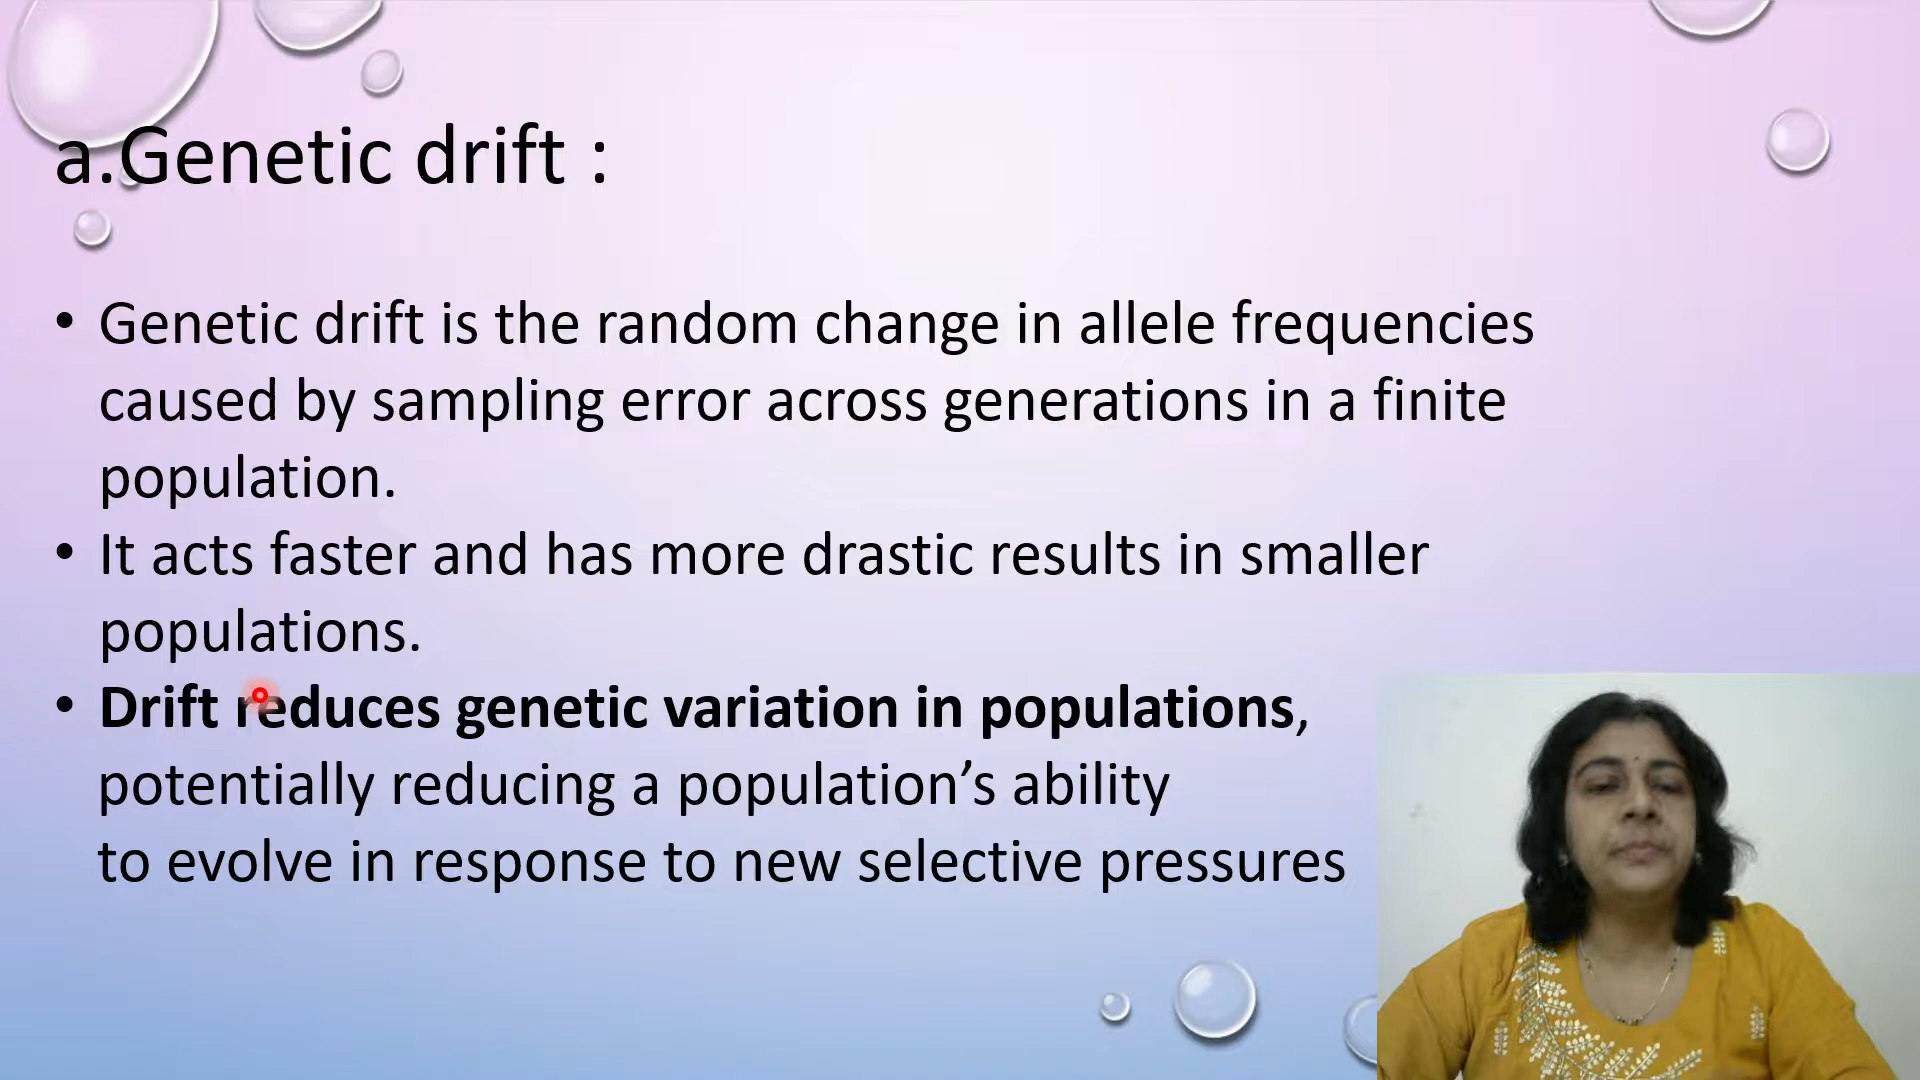 a.Genetic drift :
• Genetic drift is the random change in allele frequencies
caused by sampling error across generations in a finite
population.
• It acts faster and has more drastic results in smaller
populations.
• Drift reduces genetic variation in populations,
potentially reducing a population’s ability
to evolve in response to new selective pressures